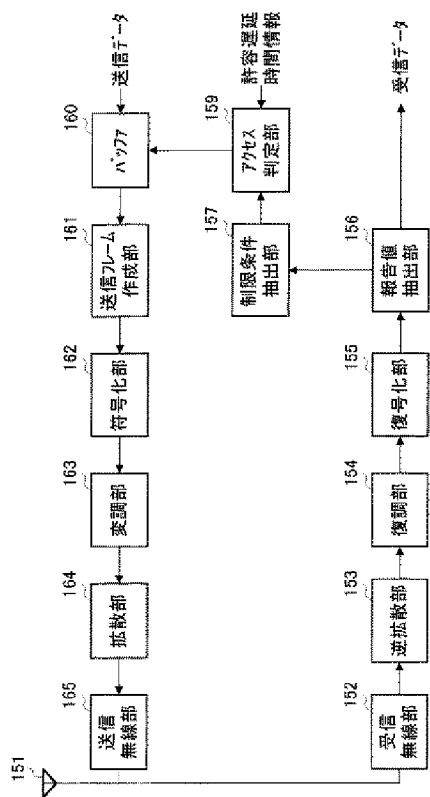 送信データ
160
バッファ
161
送信フレーム
作成部
162
符号化部
163
変調部
164
拡散部
165
送信
無線部
151
許容遅延
時間情報
159
アクセス
判定部
157
制限条件
抽出部
受信データ
156
報告値
抽出部
155
復号化部
154
復調部
153
逆拡散部
152
受信
無線部